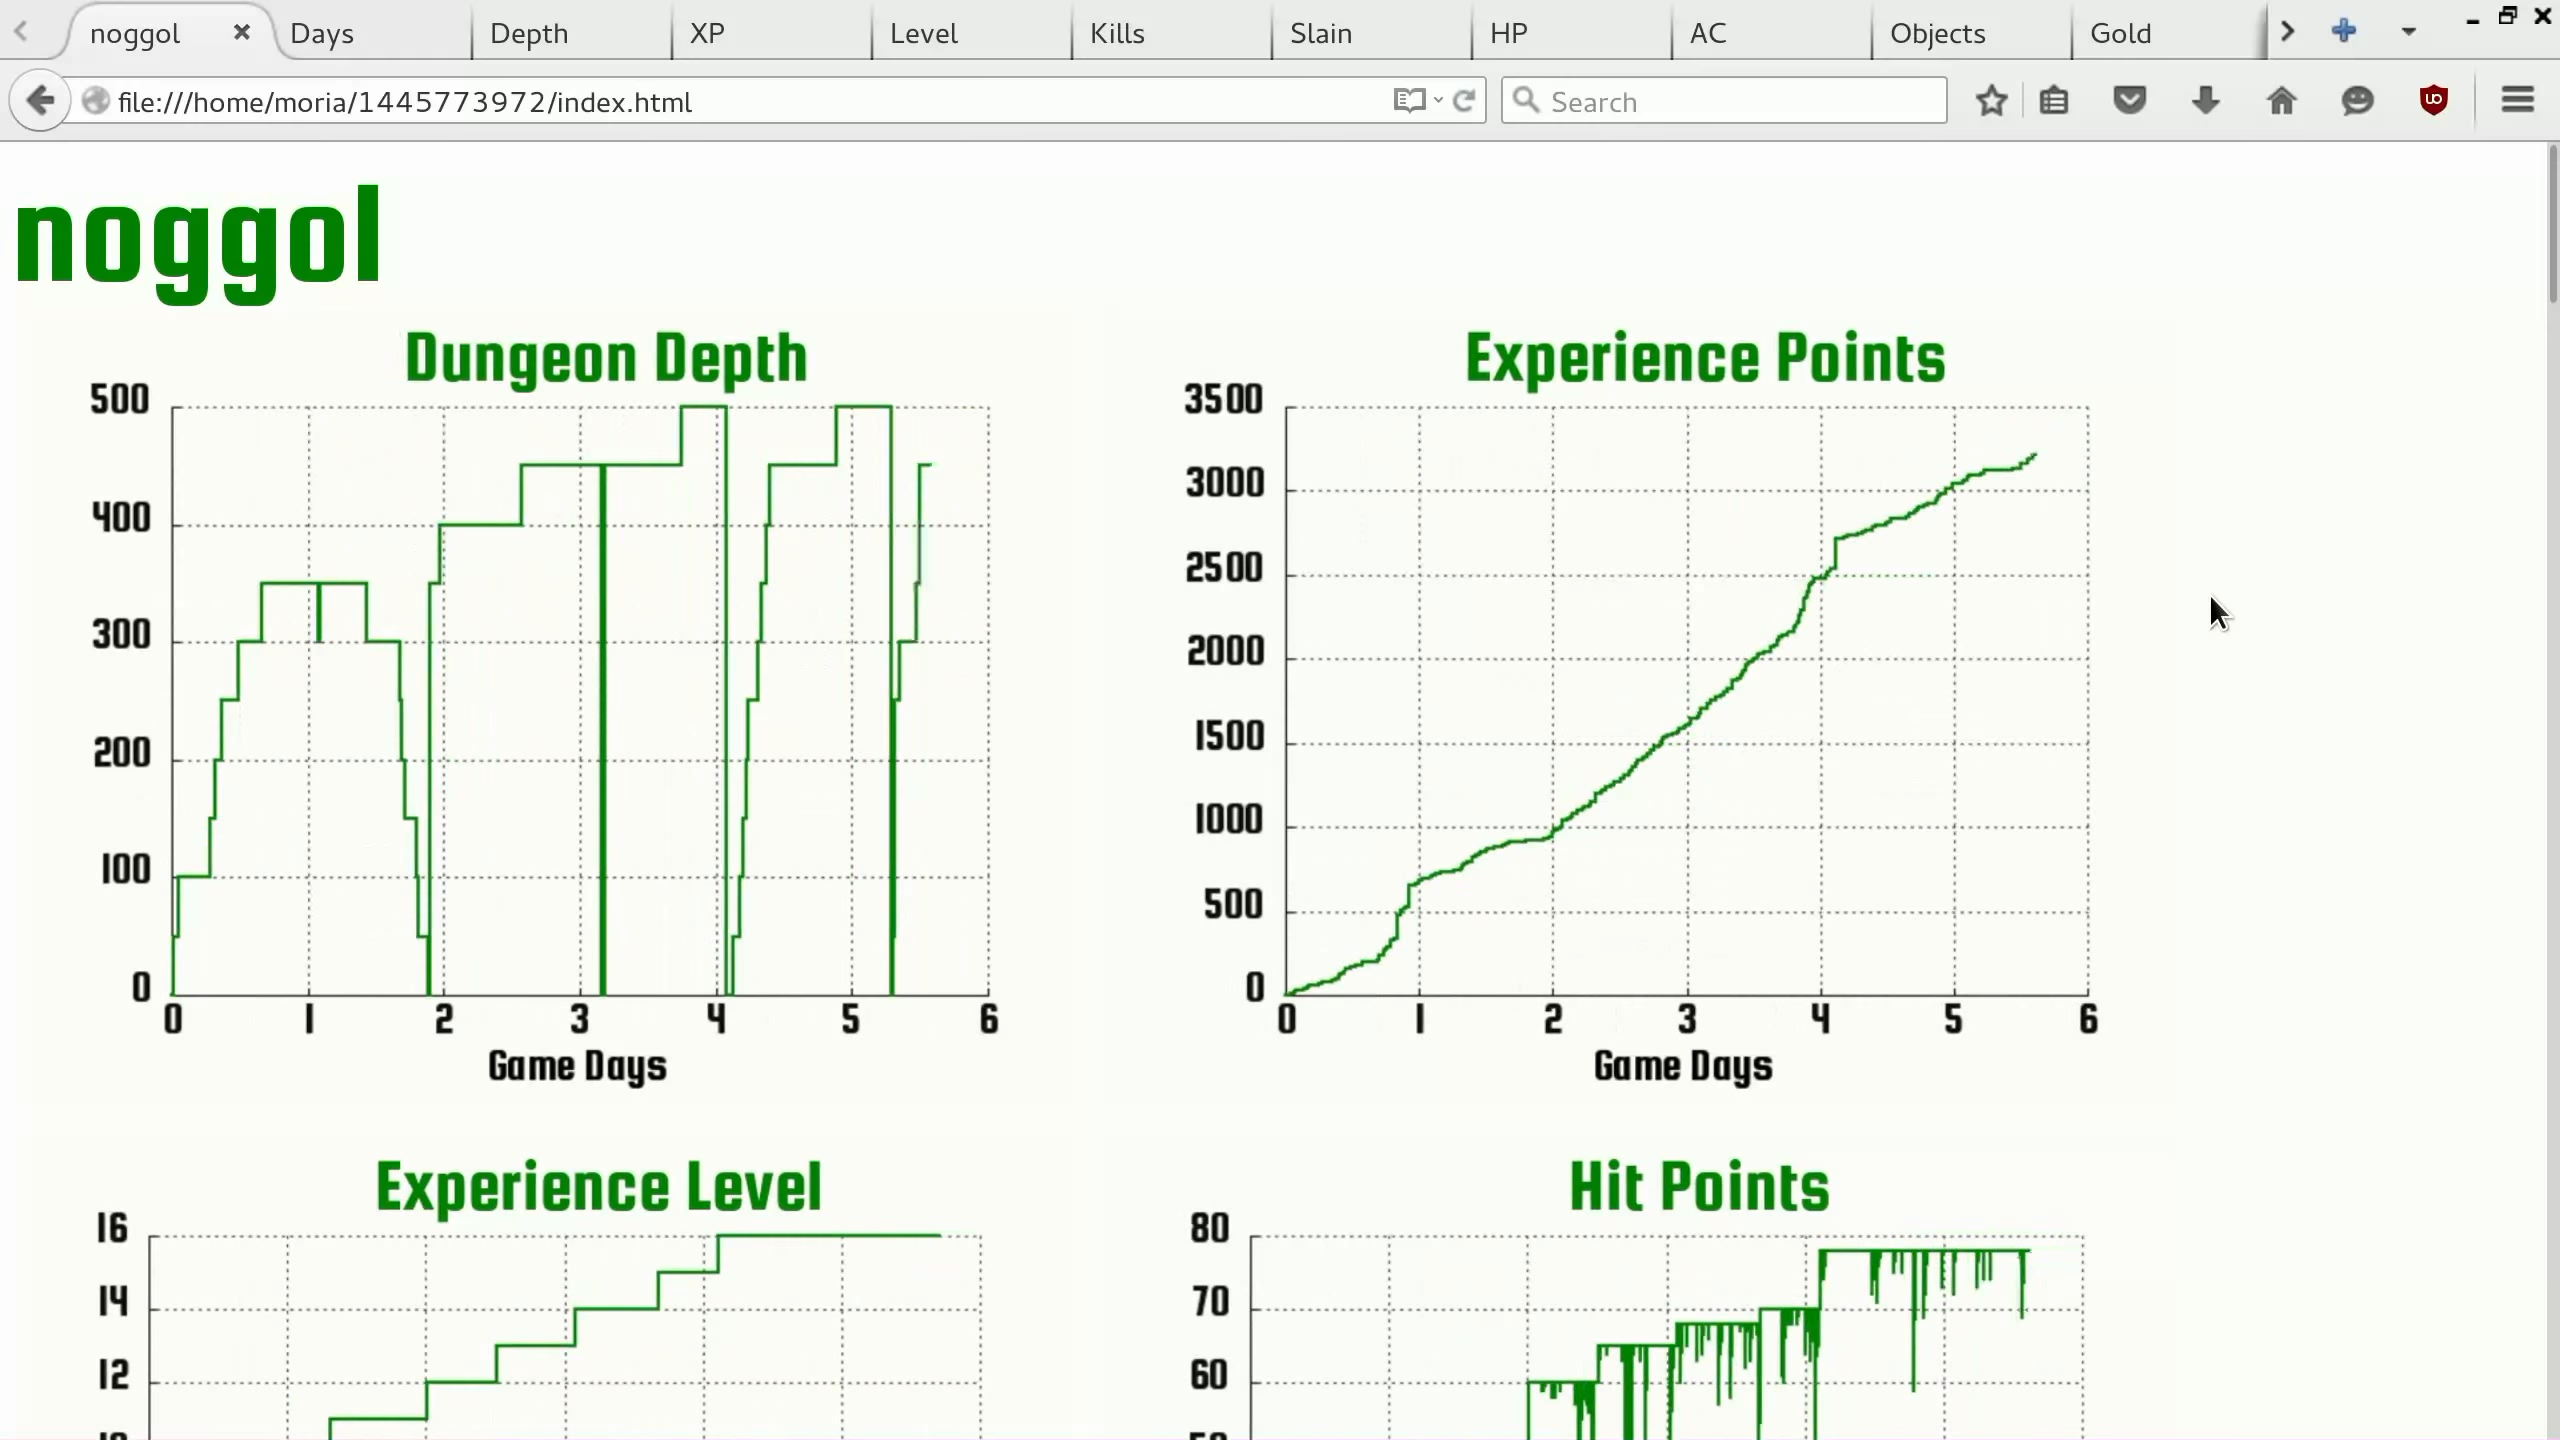 noggol Days Depth XP Level Kills Slain HP AC Objects Gold
file:///home/moria/1445773972/index.html Search
noggol
Dungeon Depth
500
400
300
200
100
0
0 1 2 3 4 5 6
Game Days
Experience Points
3500
3000
2500
2000
1500
1000
500
0
0 1 2 3 4 5 6
Game Days
Experience Level
16
14
12
Hit Points
80
70
60